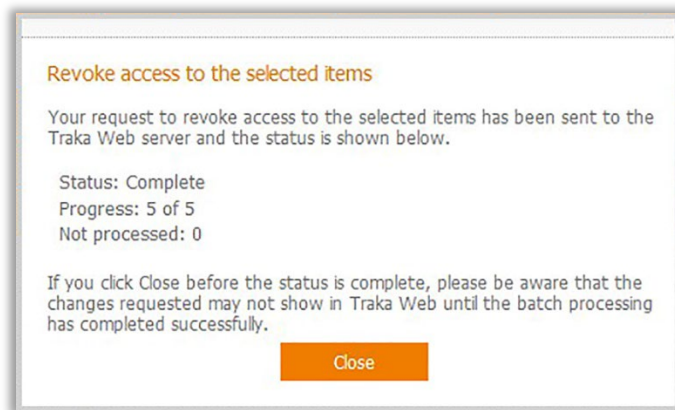 Revoke access to the selected items
Your request to revoke access to the selected items has been sent to the
Traka Web server and the status is shown below.
Status: Complete
Progress: 5 of 5
Not processed: 0
If you click Close before the status is complete, please be aware that the
changes requested may not show in Traka Web until the batch processing
has completed successfully.
Close